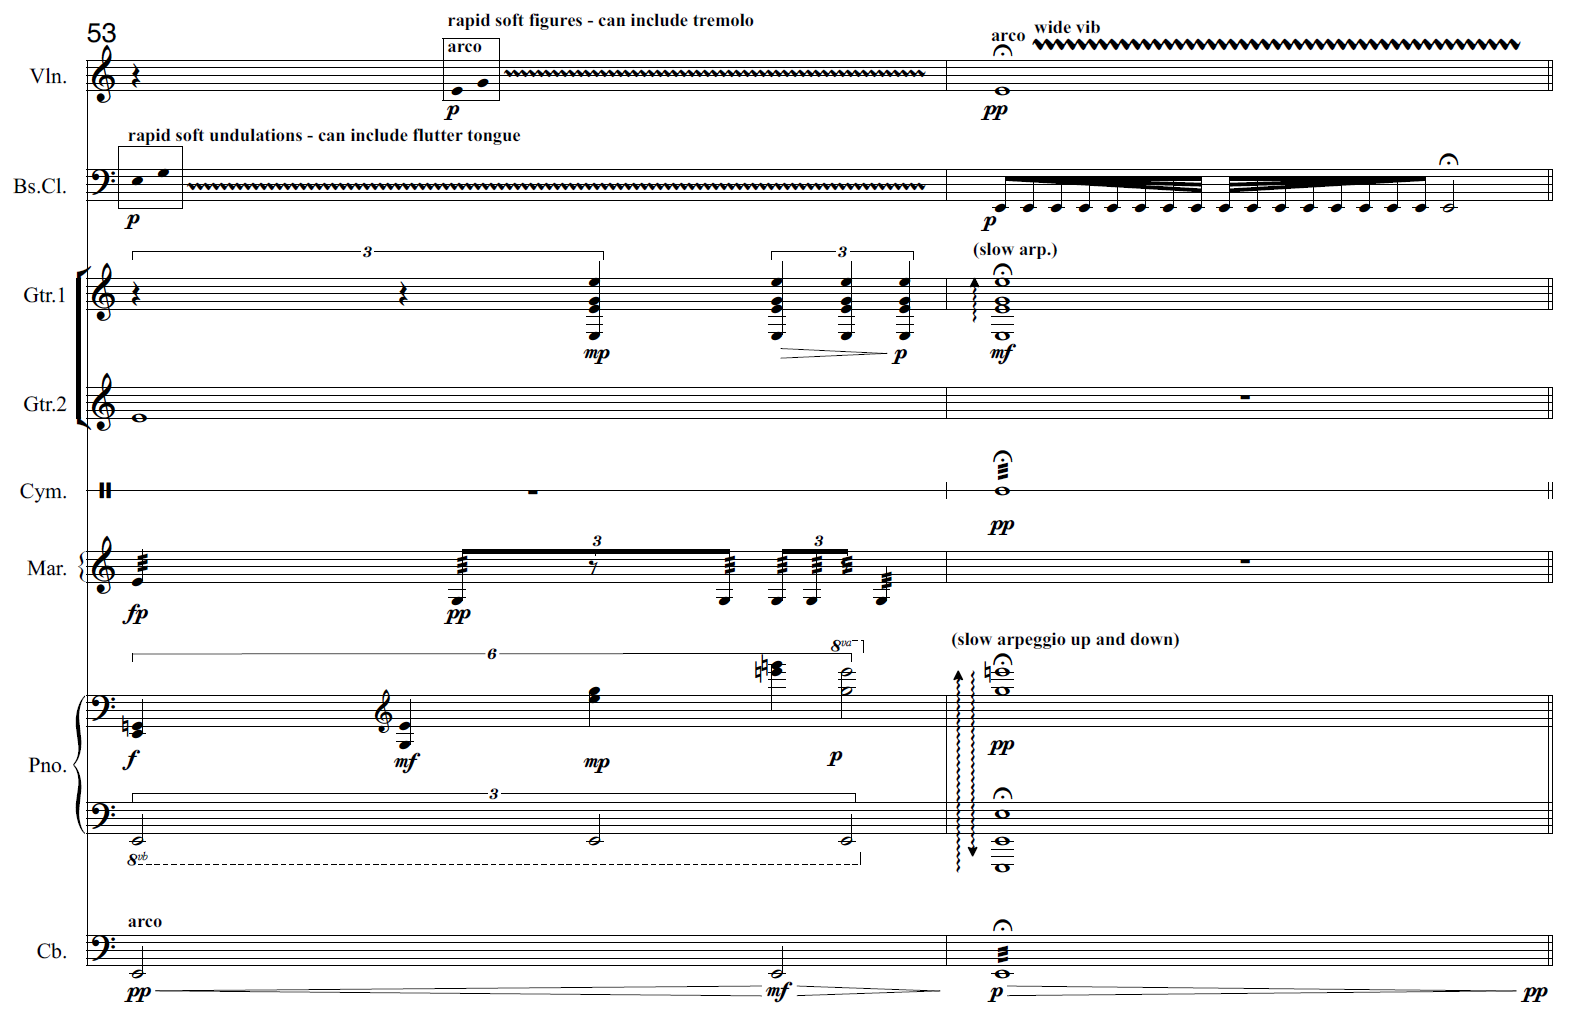 53
rapid soft figures - can include tremolo
Vln.
arco
arco
wide vib
p
pp
rapid soft undulations - can include flutter tongue
Bs.Cl.
p
p
3
3
(slow arp.)
Gtr.1
mp
p
mf
Gtr.2
Cym.
pp
3
3
Mar.
fp
pp
(slow arpeggio up and down)
6
8va
f
mf
mp
p
pp
Pno.
3
8vb
arco
Cb.
pp
mf
p
pp